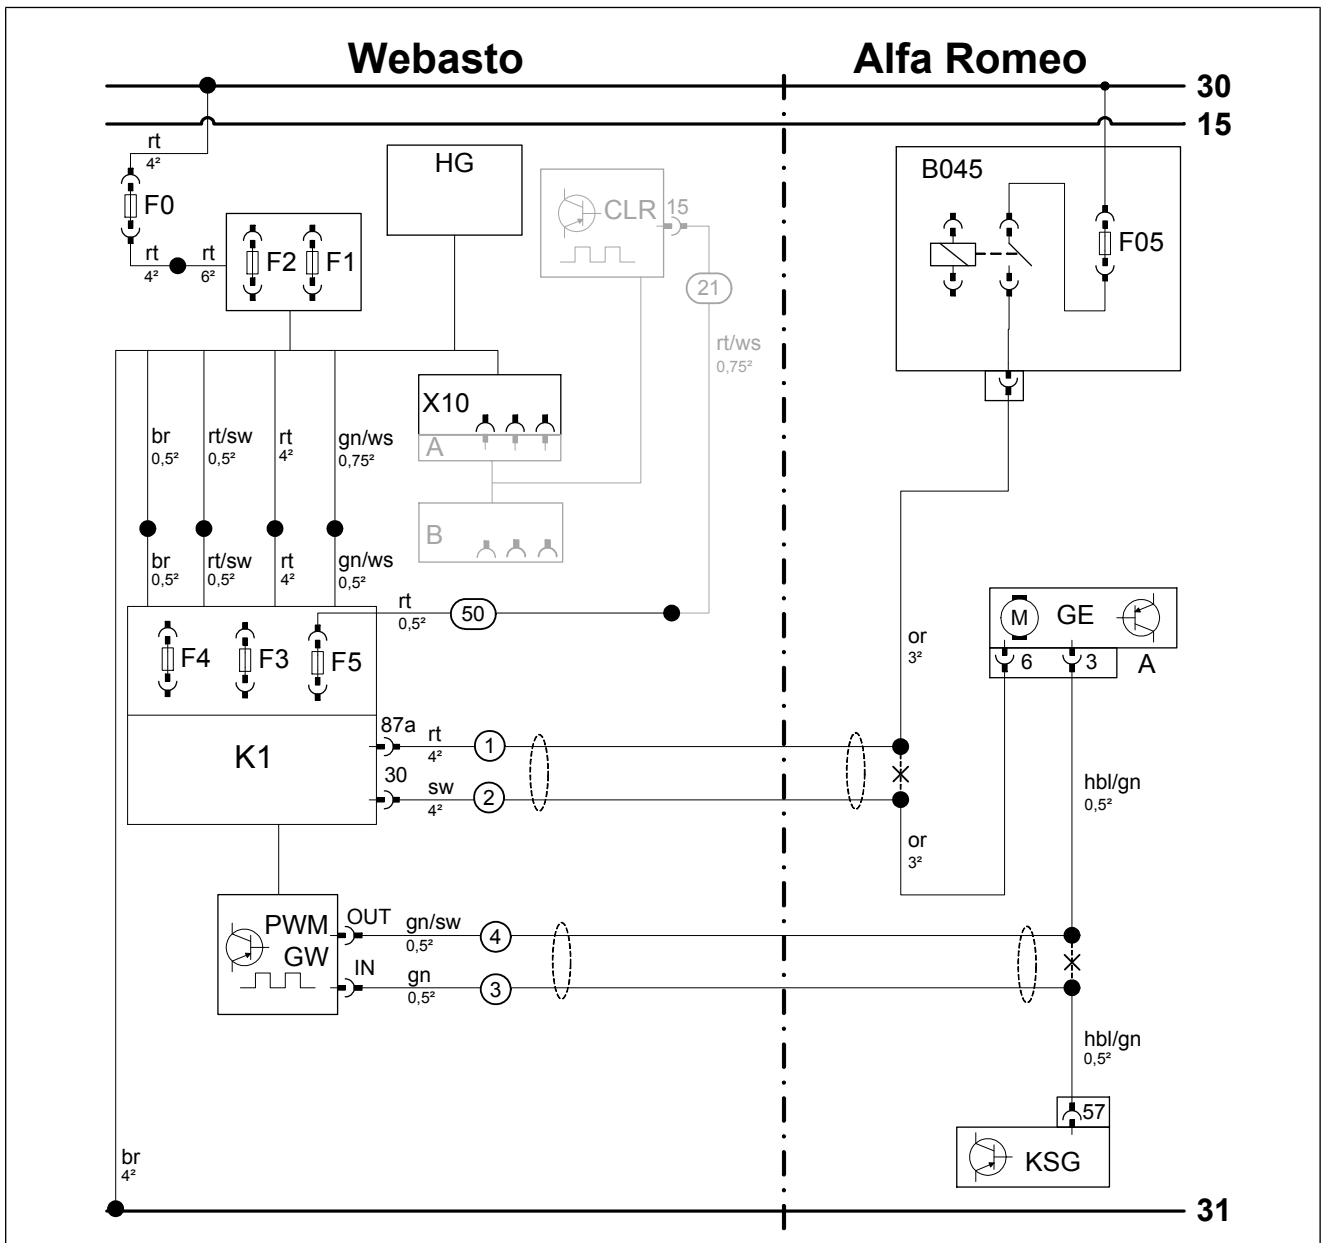 Webasto
Alfa Romeo
30
15
rt
4²
F0
rt
4²
rt
6²
F2
F1
HG
CLR
15
21
rt/ws
0,75²
B045
F05
X10
A
B
br
0,5²
rt/sw
0,5²
rt
4²
gn/ws
0,75²
br
0,5²
rt/sw
0,5²
rt
4²
gn/ws
0,5²
rt
0,5²
50
F4
F3
F5
K1
87a
rt
4²
1
30
sw
4²
2
or
3²
or
3²
M
GE
6
3
A
hbl/gn
0,5²
PWM
GW
OUT
gn/sw
0,5²
4
IN
gn
0,5²
3
hbl/gn
0,5²
57
KSG
br
4²
31